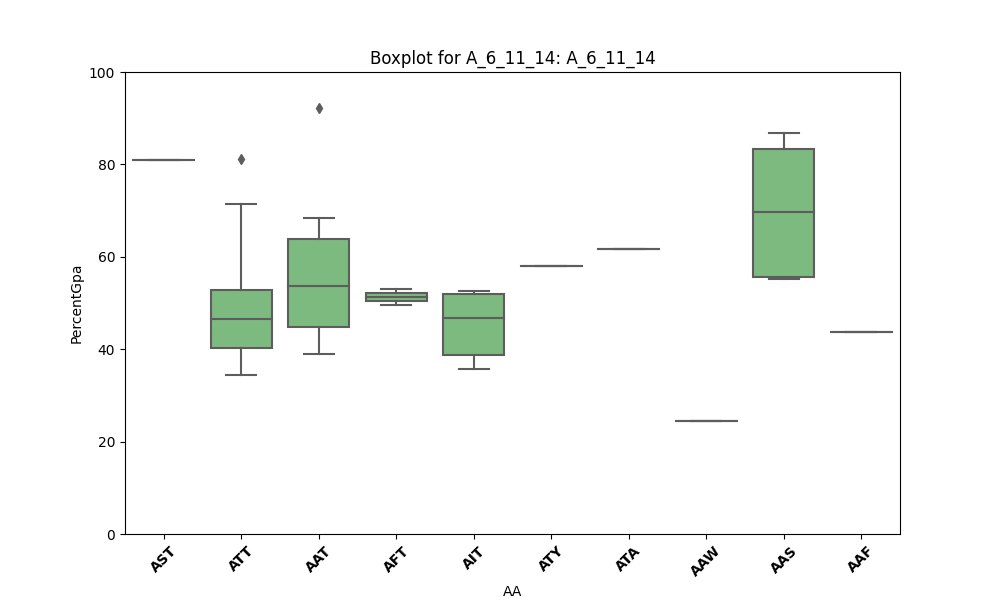 Boxplot for A_6_11_14: A_6_11_14
100
80
60
40
20
0
PercentGpa
AST ATT AAT AFT AIT ATY ATA AAW AAS AAF
AA